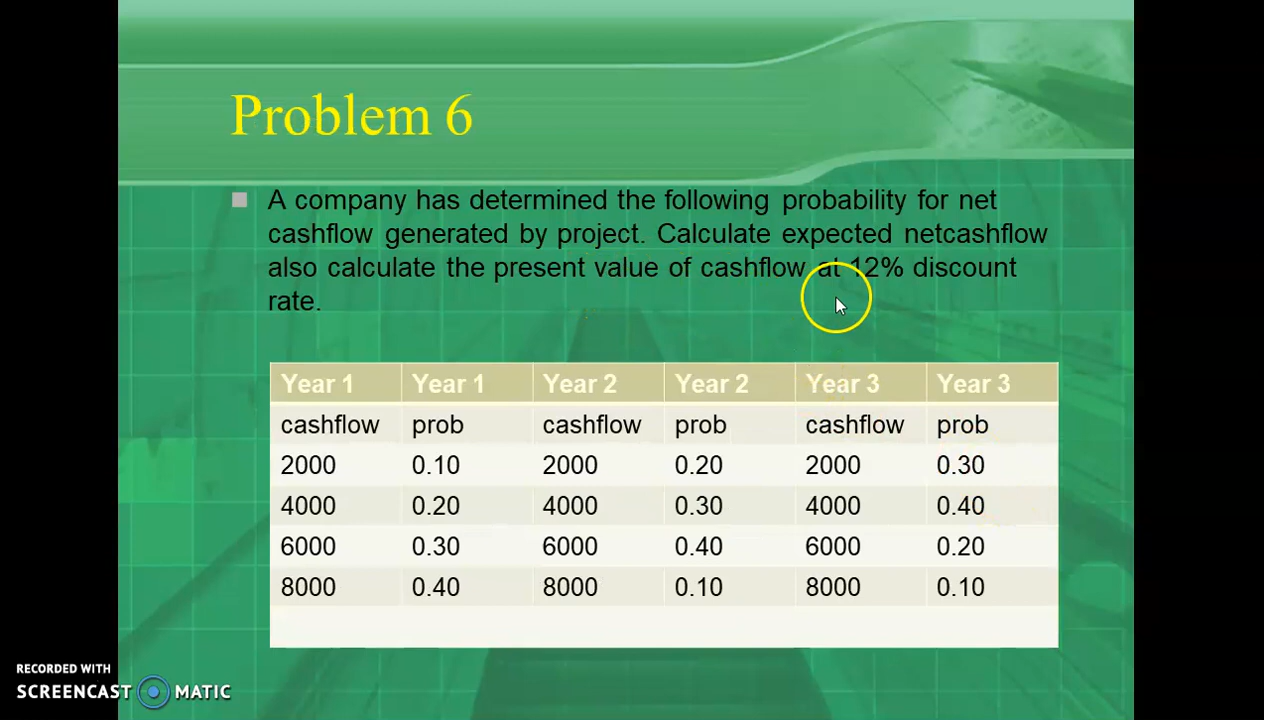 Problem 6
A company has determined the following probability for net
cashflow generated by project. Calculate expected netcashflow
also calculate the present value of cashflow at 12% discount
rate.
Year 1 Year 1 Year 2 Year 2 Year 3 Year 3
cashflow prob cashflow prob cashflow prob
2000 0.10 2000 0.20 2000 0.30
4000 0.20 4000 0.30 4000 0.40
6000 0.30 6000 0.40 6000 0.20
8000 0.40 8000 0.10 8000 0.10
RECORDED WITH
SCREENCAST MATIC